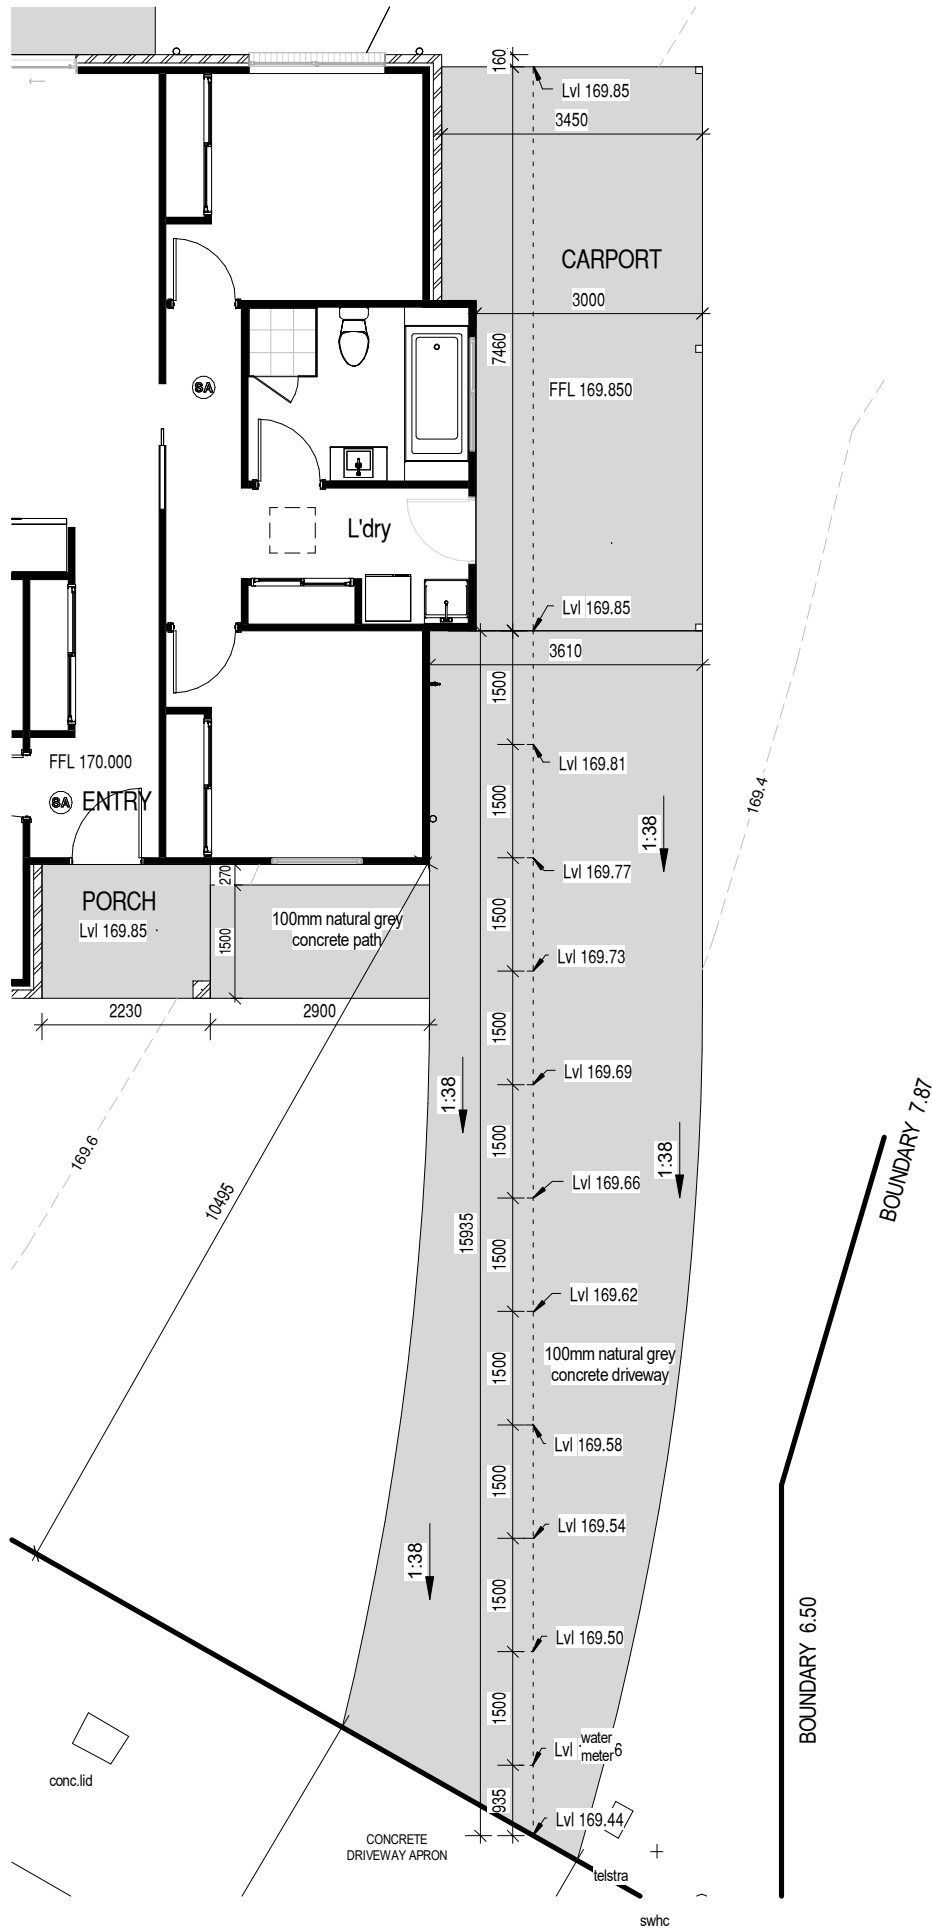 160
Lvl 169.85
3450
CARPORT
3000
7460
FFL 169.850
SA
L'dry
Lvl 169.85
3610
1500
FFL 170.000
SA ENTRY
Lvl 169.81
169.4
1500
1:38
Lvl 169.77
270
PORCH
Lvl 169.85
1500
100mm natural grey
concrete path
1500
Lvl 169.73
2230
2900
1500
Lvl 169.69
1:38
169.6
1500
1:38
BOUNDARY 7.87
Lvl 169.66
10495
15935
1500
Lvl 169.62
100mm natural grey
concrete driveway
1500
Lvl 169.58
1500
Lvl 169.54
1:38
1500
Lvl 169.50
BOUNDARY 6.50
1500
water
Lvl meter 6
conc.lid
935
Lvl 169.44
CONCRETE
DRIVEWAY APRON
telstra
swhc